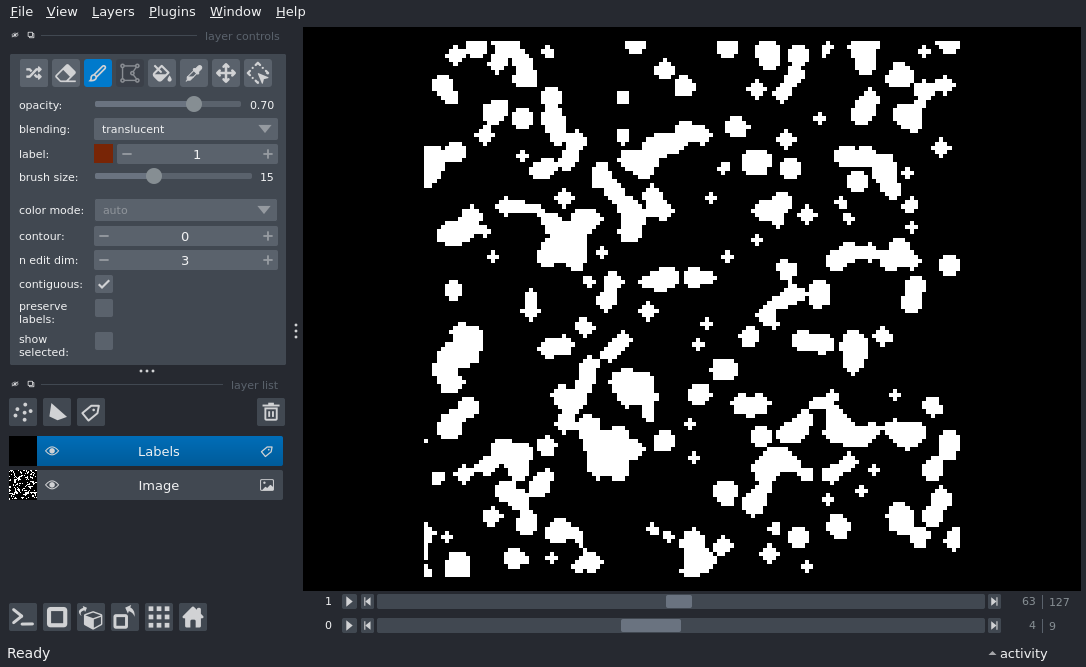 File View Layers Plugins Window Help
layer controls
opacity: 0.70
blending: translucent
label: 1
brush size: 15
color mode: auto
contour: 0
n edit dim: 3
contiguous:
preserve
labels:
show
selected:
layer list
Labels
Image
1 63 127
0 4 9
Ready activity